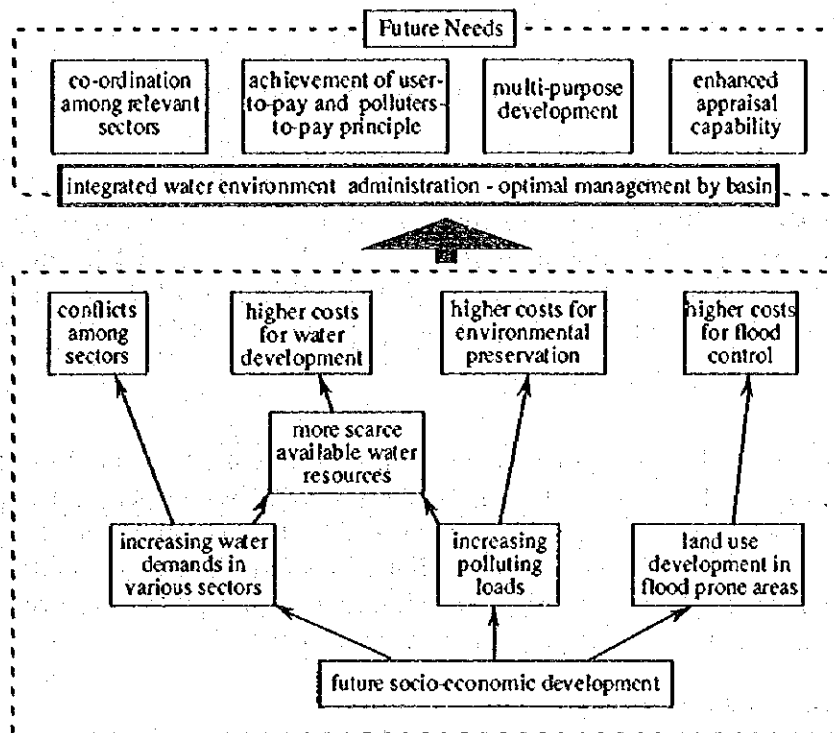 Future Needs
co-ordination
among relevant
sectors
achievement of user-
to-pay and polluters-
to-pay principle
multi-purpose
development
enhanced
appraisal
capability
integrated water environment administration - optimal management by basin
conflicts
among
sectors
higher costs
for water
development
higher costs for
environmental
preservation
higher costs
for flood
control
more scarce
available water
resources
increasing water
demands in
various sectors
increasing
polluting
loads
land use
development in
flood prone areas
future socio-economic development